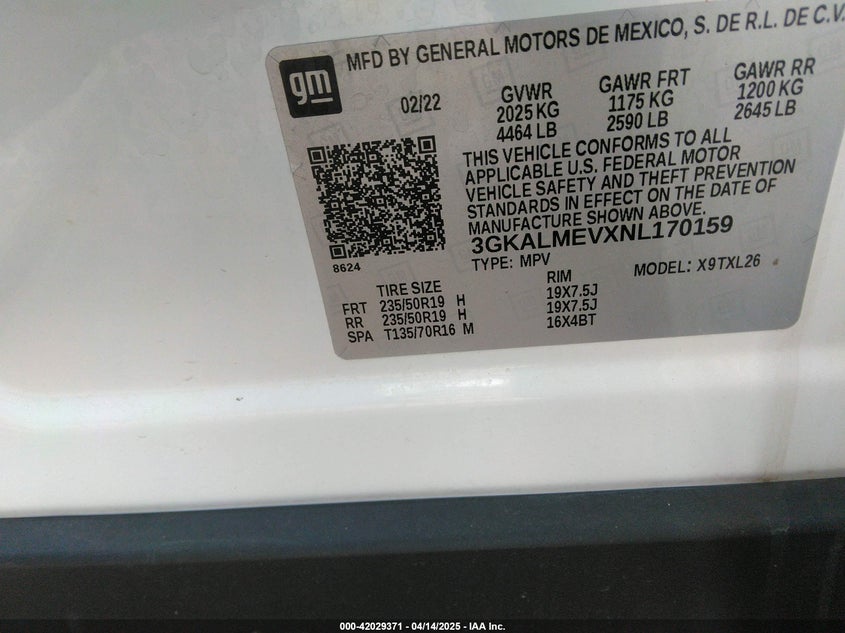 MFD BY GENERAL MOTORS DE MEXICO, S. DE R.L. DE C.V.
gm
02/22
GVWR
2025 KG
4464 LB
GAWR FRT
1175 KG
2590 LB
GAWR RR
1200 KG
2645 LB
THIS VEHICLE CONFORMS TO ALL
APPLICABLE U.S. FEDERAL MOTOR
VEHICLE SAFETY AND THEFT PREVENTION
STANDARDS IN EFFECT ON THE DATE OF
MANUFACTURE SHOWN ABOVE.
3GKALMEVXNL170159
8624
TYPE: MPV
MODEL: X9TXL26
TIRE SIZE RIM
FRT 235/50R19 H 19X7.5J
RR 235/50R19 H 19X7.5J
SPA T135/70R16 M 16X4BT
000-42029371 - 04/14/2025 - IAA Inc.